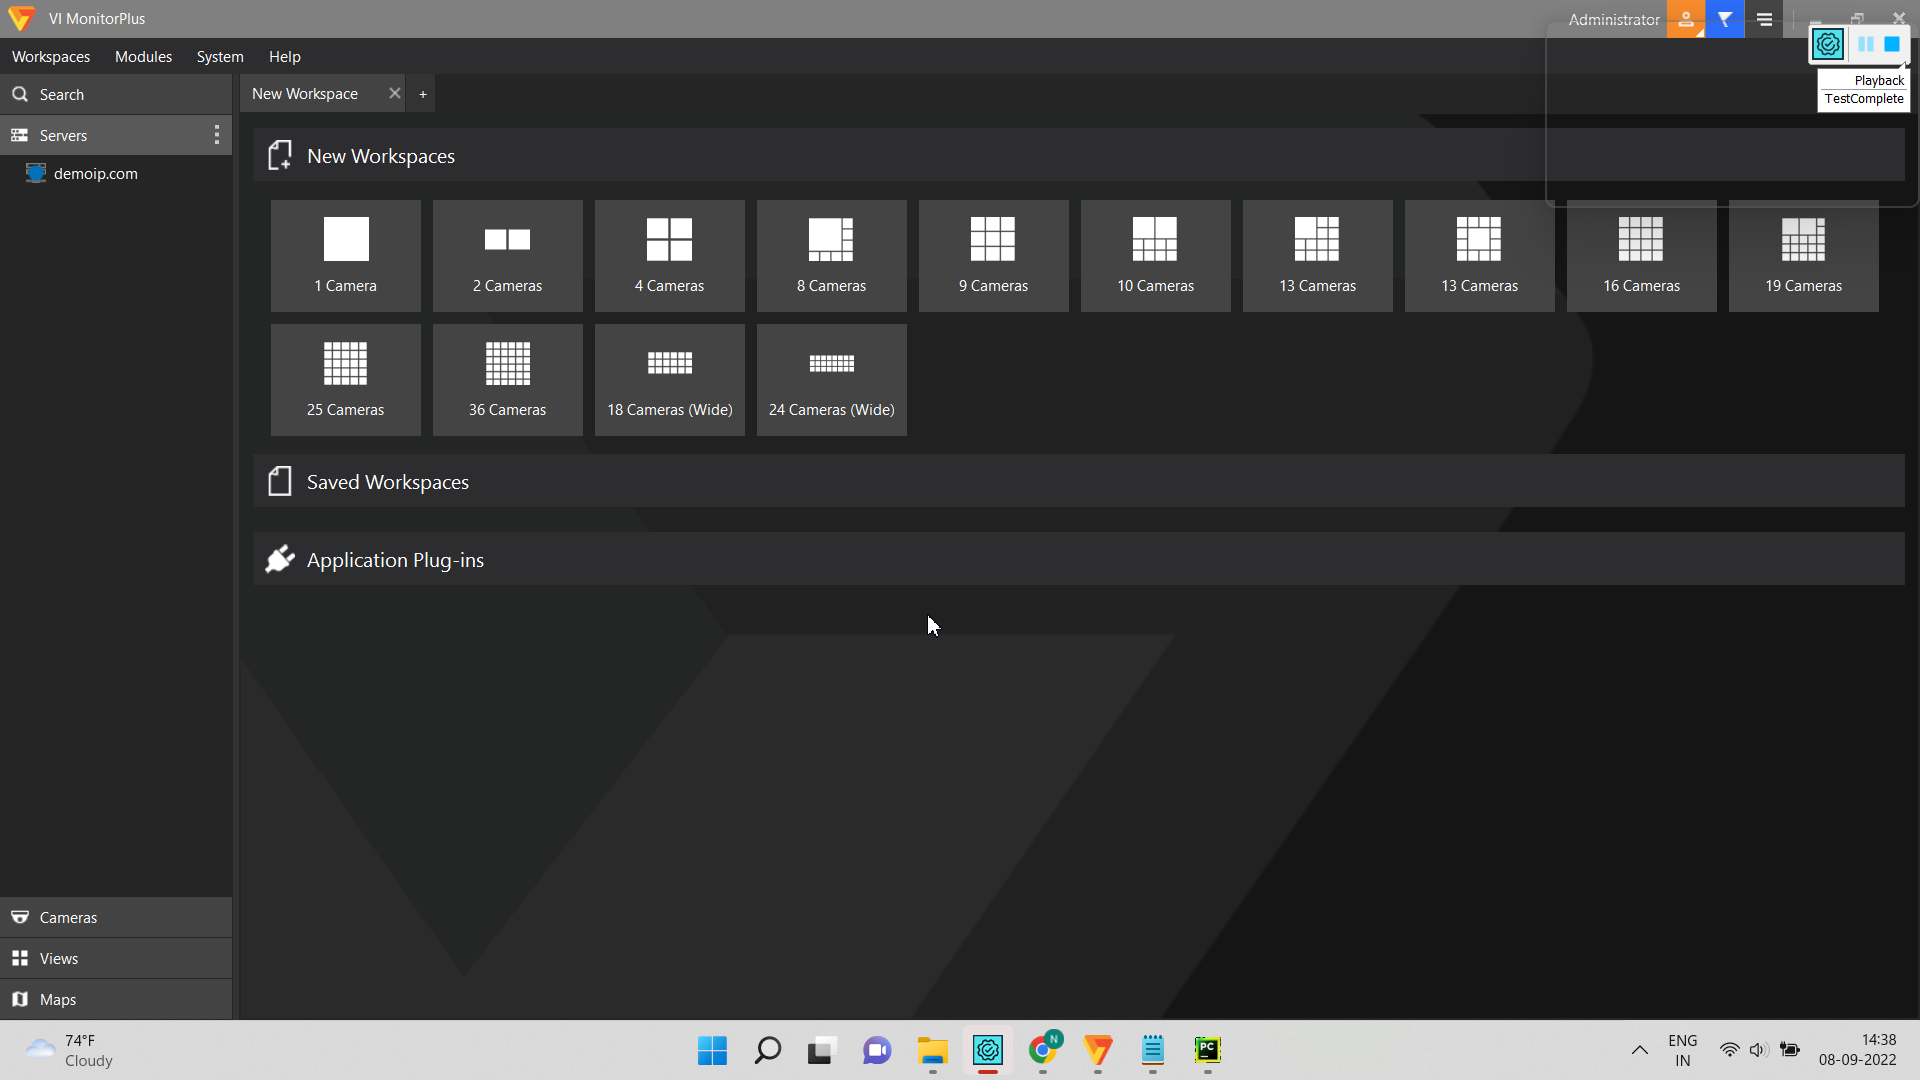 VI MonitorPlus
Administrator
Workspaces Modules System Help
Playback
TestComplete
Search
New Workspace
+
Servers
demoip.com
New Workspaces
1 Camera
2 Cameras
4 Cameras
8 Cameras
9 Cameras
10 Cameras
13 Cameras
13 Cameras
16 Cameras
19 Cameras
25 Cameras
36 Cameras
18 Cameras (Wide)
24 Cameras (Wide)
Saved Workspaces
Application Plug-ins
Cameras
Views
Maps
74°F
Cloudy
N
PC
ENG
IN
14:38
08-09-2022